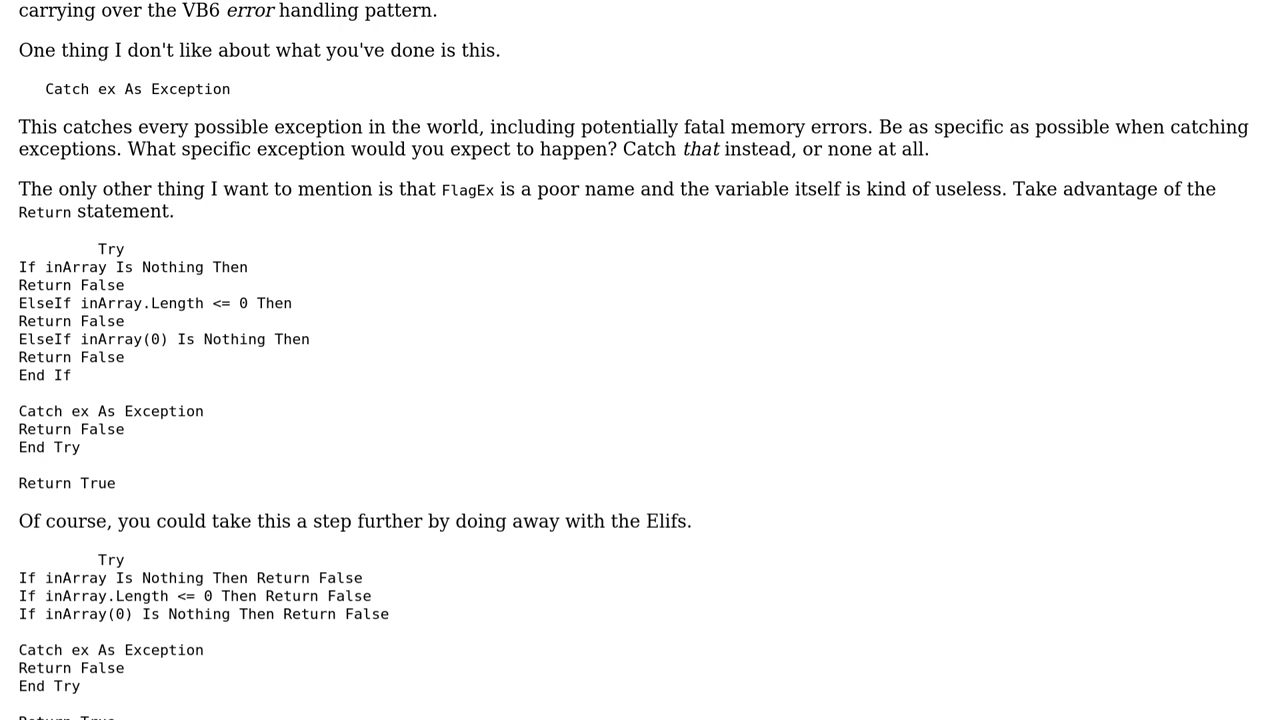 carrying over the VB6 error handling pattern.
One thing I don't like about what you've done is this.
Catch ex As Exception
This catches every possible exception in the world, including potentially fatal memory errors. Be as specific as possible when catching
exceptions. What specific exception would you expect to happen? Catch that instead, or none at all.
The only other thing I want to mention is that FlagEx is a poor name and the variable itself is kind of useless. Take advantage of the
Return statement.
Try
If inArray Is Nothing Then
Return False
ElseIf inArray.Length <= 0 Then
Return False
ElseIf inArray(0) Is Nothing Then
Return False
End If
Catch ex As Exception
Return False
End Try
Return True
Of course, you could take this a step further by doing away with the Elifs.
Try
If inArray Is Nothing Then Return False
If inArray.Length <= 0 Then Return False
If inArray(0) Is Nothing Then Return False
Catch ex As Exception
Return False
End Try
Return True